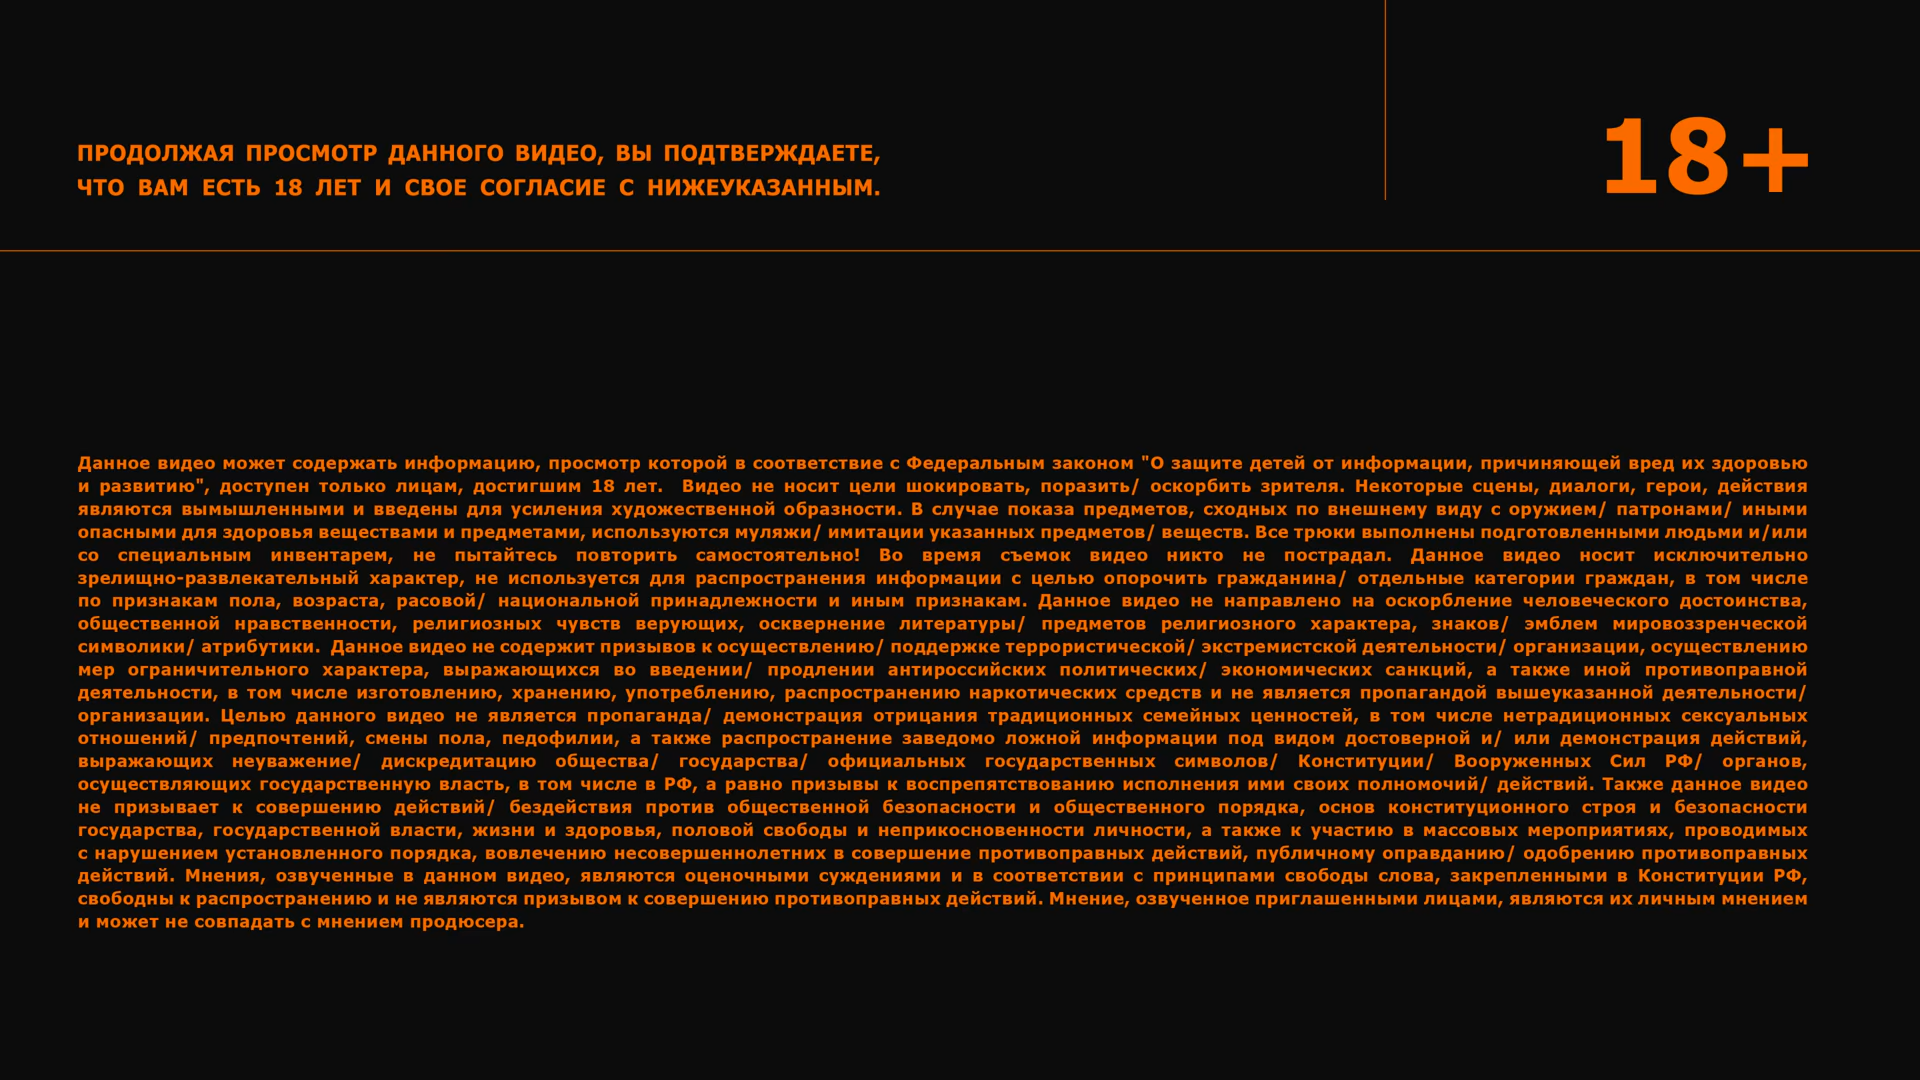 ПРОДОЛЖАЯ ПРОСМОТР ДАННОГО ВИДЕО, ВЫ ПОДТВЕРЖДАЕТЕ,
ЧТО ВАМ ЕСТЬ 18 ЛЕТ И СВОЕ СОГЛАСИЕ С НИЖЕУКАЗАННЫМ.
18+
Данное видео может содержать информацию, просмотр которой в соответствие с Федеральным законом "О защите детей от информации, причиняющей вред их здоровью
и развитию", доступен только лицам, достигшим 18 лет. Видео не носит цели шокировать, поразить/ оскорбить зрителя. Некоторые сцены, диалоги, герои, действия
являются вымышленными и введены для усиления художественной образности. В случае показа предметов, сходных по внешнему виду с оружием/ патронами/ иными
опасными для здоровья веществами и предметами, используются муляжи/ имитации указанных предметов/ веществ. Все трюки выполнены подготовленными людьми и/или
со специальным инвентарем, не пытайтесь повторить самостоятельно! Во время съемок видео никто не пострадал. Данное видео носит исключительно
зрелищно-развлекательный характер, не используется для распространения информации с целью опорочить гражданина/ отдельные категории граждан, в том числе
по признакам пола, возраста, расовой/ национальной принадлежности и иным признакам. Данное видео не направлено на оскорбление человеческого достоинства,
общественной нравственности, религиозных чувств верующих, осквернение литературы/ предметов религиозного характера, знаков/ эмблем мировоззренческой
символики/ атрибутики. Данное видео не содержит призывов к осуществлению/ поддержке террористической/ экстремистской деятельности/ организации, осуществлению
мер ограничительного характера, выражающихся во введении/ продлении антироссийских политических/ экономических санкций, а также иной противоправной
деятельности, в том числе изготовлению, хранению, употреблению, распространению наркотических средств и не является пропагандой вышеуказанной деятельности/
организации. Целью данного видео не является пропаганда/ демонстрация отрицания традиционных семейных ценностей, в том числе нетрадиционных сексуальных
отношений/ предпочтений, смены пола, педофилии, а также распространение заведомо ложной информации под видом достоверной и/ или демонстрация действий,
выражающих неуважение/ дискредитацию общества/ государства/ официальных государственных символов/ Конституции/ Вооруженных Сил РФ/ органов,
осуществляющих государственную власть, в том числе в РФ, а равно призывы к воспрепятствованию исполнения ими своих полномочий/ действий. Также данное видео
не призывает к совершению действий/ бездействия против общественной безопасности и общественного порядка, основ конституционного строя и безопасности
государства, государственной власти, жизни и здоровья, половой свободы и неприкосновенности личности, а также к участию в массовых мероприятиях, проводимых
с нарушением установленного порядка, вовлечению несовершеннолетних в совершение противоправных действий, публичному оправданию/ одобрению противоправных
действий. Мнения, озвученные в данном видео, являются оценочными суждениями и в соответствии с принципами свободы слова, закрепленными в Конституции РФ,
свободны к распространению и не являются призывом к совершению противоправных действий. Мнение, озвученное приглашенными лицами, являются их личным мнением
и может не совпадать с мнением продюсера.